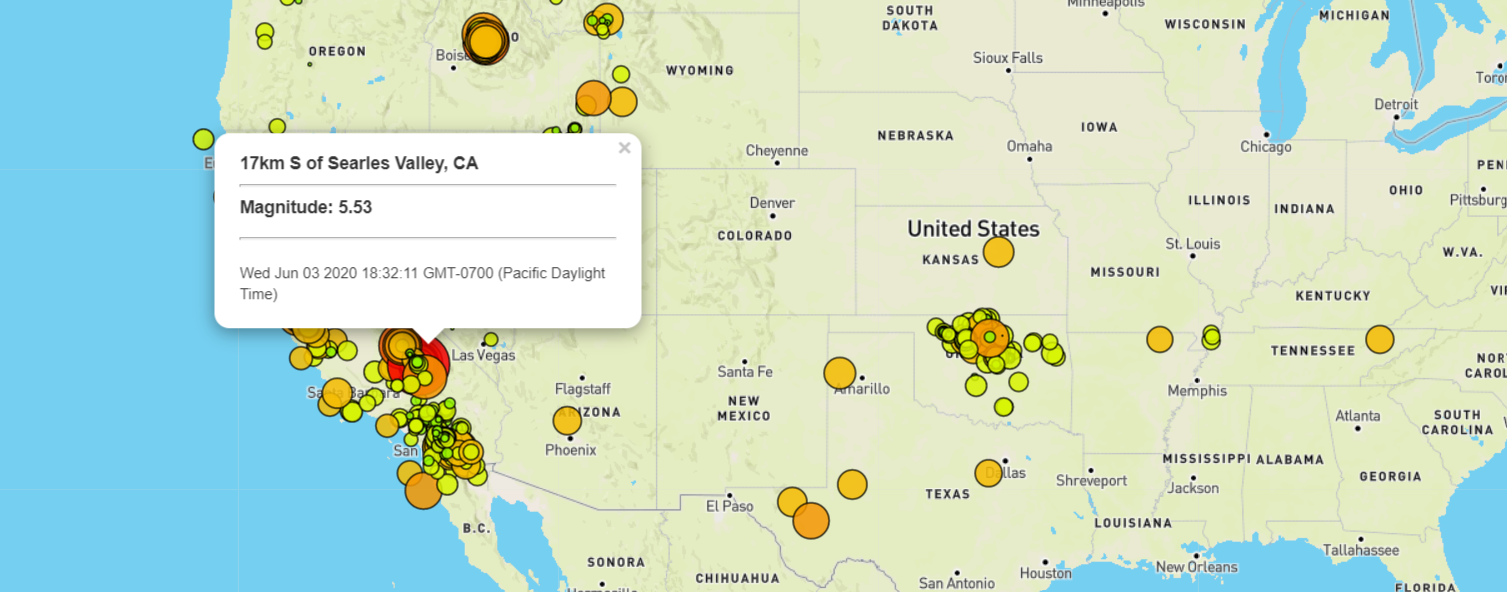 SOUTH
DAKOTA
Minneapolis
WISCONSIN
MICHIGAN
OREGON
Sioux Falls
WYOMING
Detroit
NEBRASKA
IOWA
Omaha
Chicago
Cheyenne
17km S of Searles Valley, CA
×
Magnitude: 5.53
Wed Jun 03 2020 18:32:11 GMT-0700 (Pacific Daylight
Time)
OHIO
ILLINOIS
INDIANA
Denver
COLORADO
United States
KANSAS
St. Louis
W.VA.
MISSOURI
KENTUCKY
Las Vegas
TENNESSEE
Santa Fe
Flagstaff
Amarillo
Memphis
Santa Barbara
ARIZONA
NEW
MEXICO
Atlanta
SOUTH
CAROLINA
Phoenix
San
MISSISSIPPI
ALABAMA
Dallas
Shreveport
GEORGIA
Jackson
TEXAS
El Paso
B.C.
LOUISIANA
Tallahassee
SONORA
CHIHUAHUA
Houston
New Orleans
San Antonio
FLORIDA